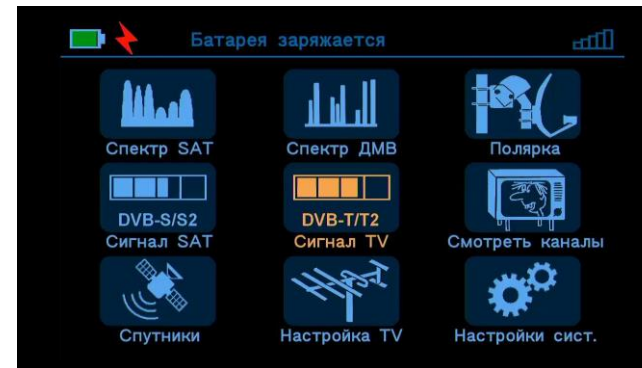 Батарея заряжается
Спектр SAT
Спектр ДМВ
Полярка
DVB-S/S2
Сигнал SAT
DVB-T/T2
Сигнал TV
Смотреть каналы
Спутники
Настройка TV
Настройки сист.